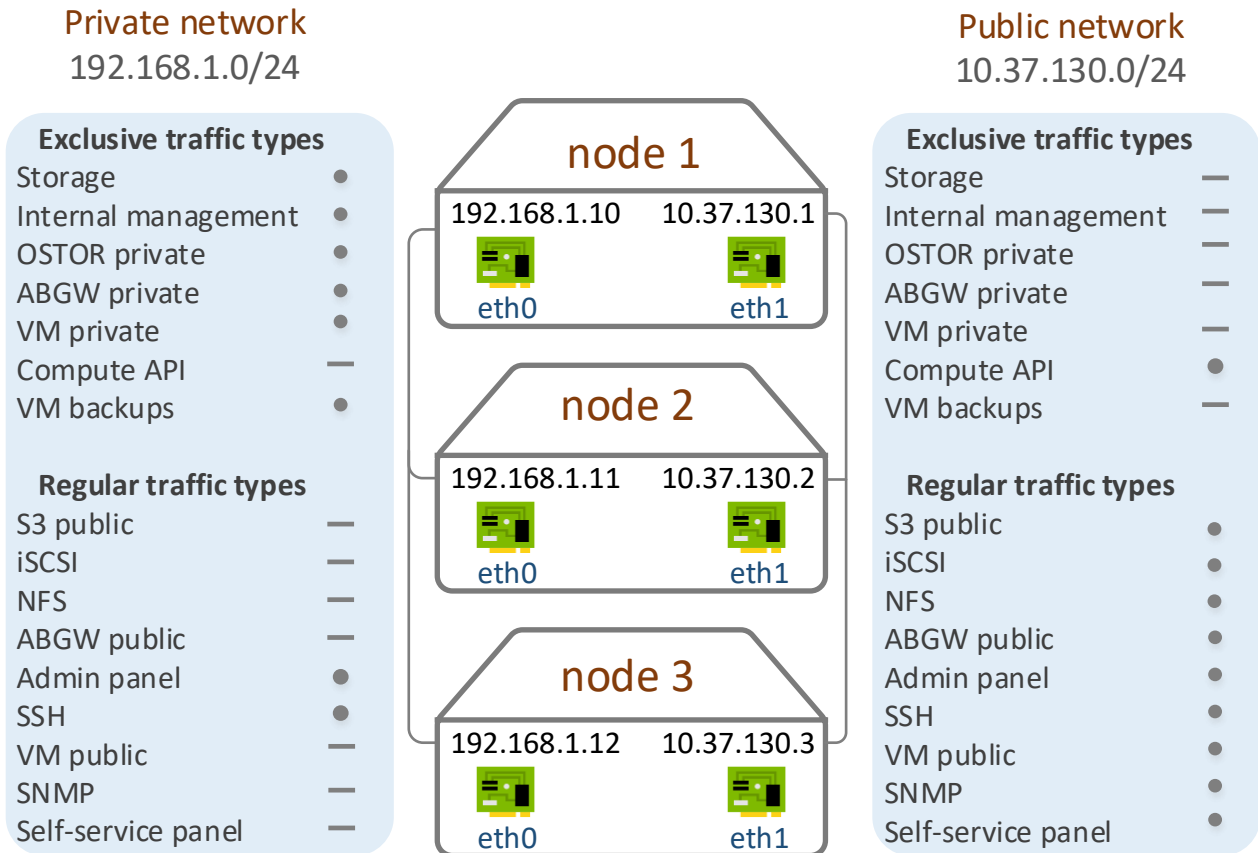 Private network
192.168.1.0/24
Exclusive traffic types
Storage
Internal management
OSTOR private
ABGW private
VM private
Compute API
VM backups
Regular traffic types
S3 public
iSCSI
NFS
ABGW public
Admin panel
SSH
VM public
SNMP
Self-service panel
node 1
192.168.1.10 10.37.130.1
eth0 eth1
node 2
192.168.1.11 10.37.130.2
eth0 eth1
node 3
192.168.1.12 10.37.130.3
eth0 eth1
Public network
10.37.130.0/24
Exclusive traffic types
Storage
Internal management
OSTOR private
ABGW private
VM private
Compute API
VM backups
Regular traffic types
S3 public
iSCSI
NFS
ABGW public
Admin panel
SSH
VM public
SNMP
Self-service panel